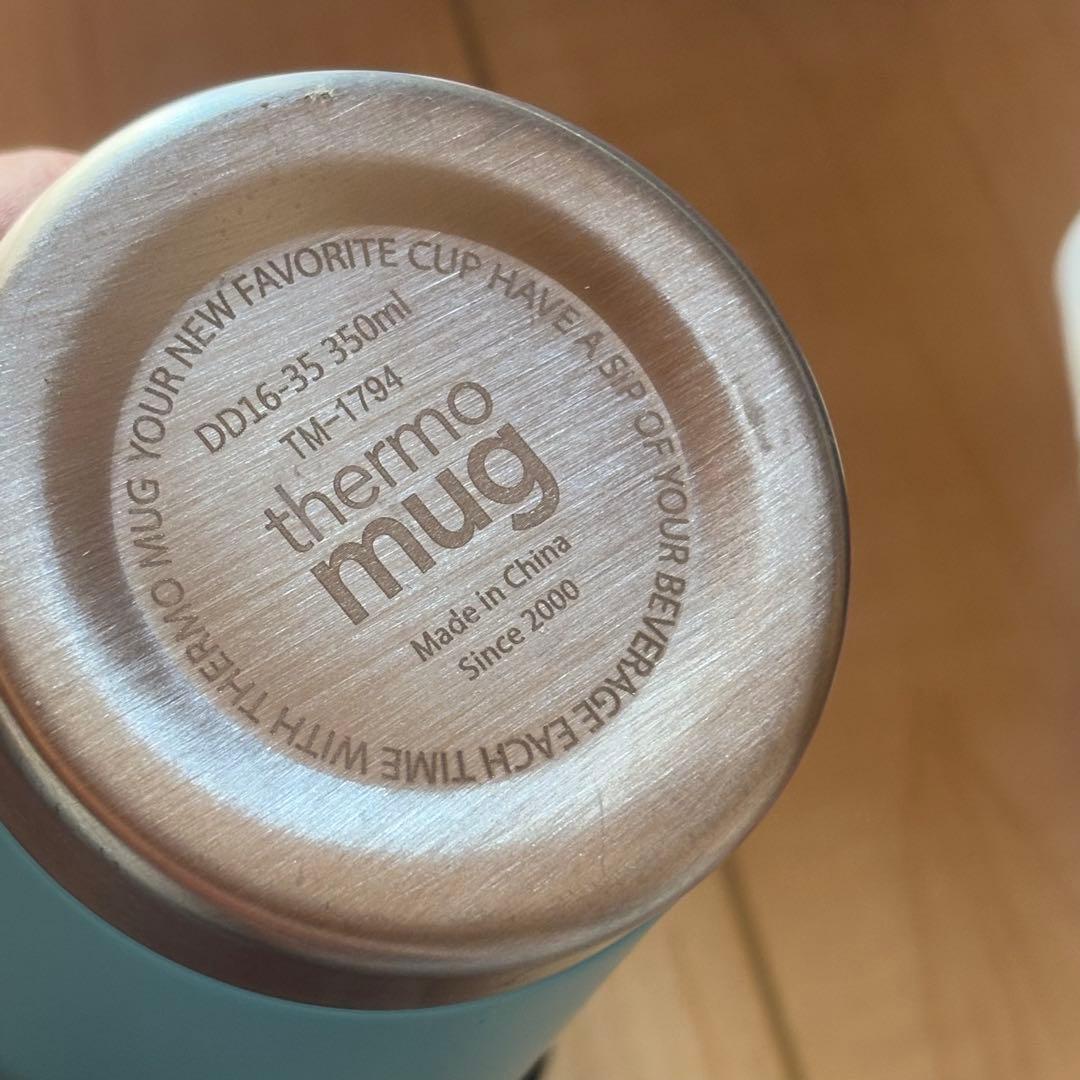 YOUR NEW FAVORITE CUP HAVE A SIP OF YOUR BEVERAGE EACH TIME WITH THERMO MUG
DD16-35 350ml
TM-1794
thermo
mug
Made in China
Since 2000